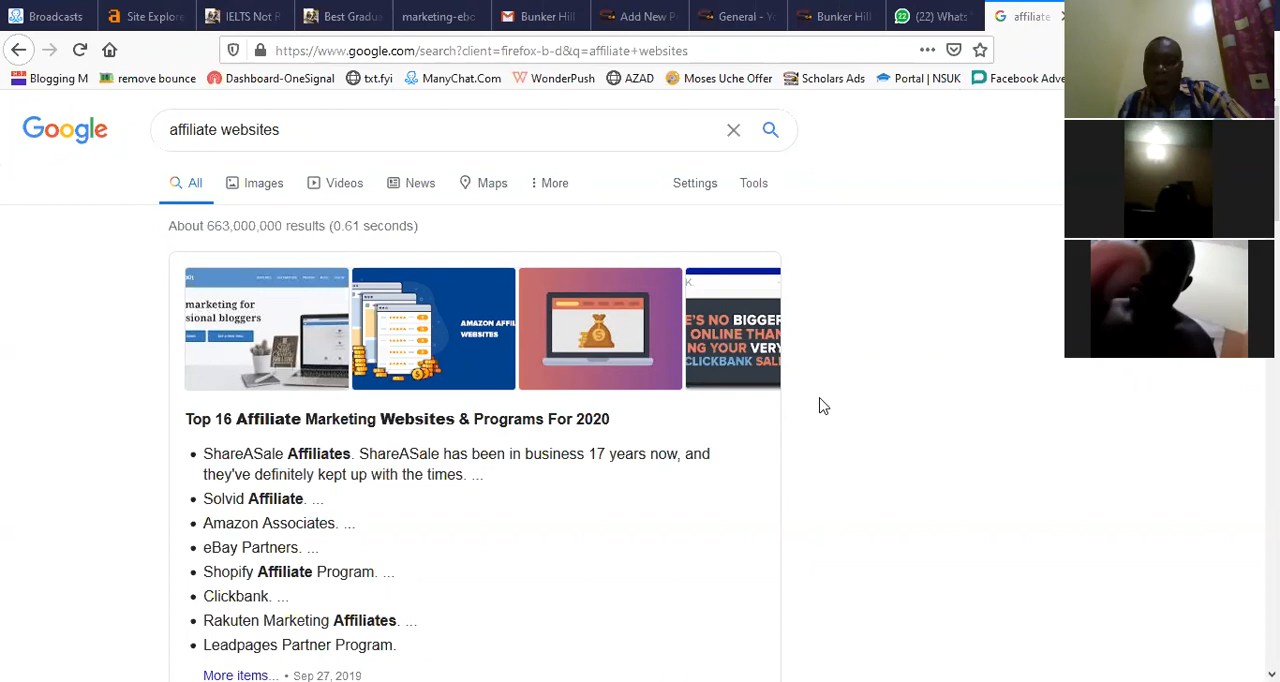 Broadcasts
Site Explore
IELTS Not R
Best Gradu
marketing-ebo
Bunker Hill
Add New P
General - Yo
Bunker Hill
(22) Whats
affiliate
https://www.google.com/search?client=firefox-b-d&q=affiliate+websites
Blogging M
remove bounce
Dashboard-OneSignal
txt.fyi
ManyChat.Com
WonderPush
AZAD
Moses Uche Offer
Scholars Ads
Portal | NSUK
Facebook Adve
Google
affiliate websites
All
Images
Videos
News
Maps
More
Settings
Tools
About 663,000,000 results (0.61 seconds)
marketing for
sional bloggers
AMAZON AFFIL
WEBSITES
K.
E'S NO BIGGER
ONLINE THAN
NG YOUR VERY
CLICKBANK SAL
Top 16 Affiliate Marketing Websites & Programs For 2020
ShareASale Affiliates. ShareASale has been in business 17 years now, and
they've definitely kept up with the times. ...
Solvid Affiliate. ...
Amazon Associates. ...
eBay Partners. ...
Shopify Affiliate Program. ...
Clickbank. ...
Rakuten Marketing Affiliates. ...
Leadpages Partner Program.
More items... • Sep 27, 2019